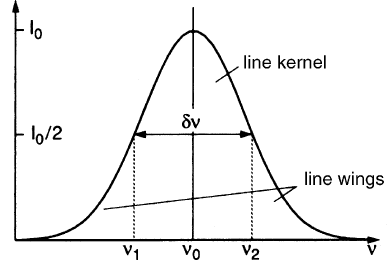 I₀
line kernel
δν
I₀/2
line wings
ν₁ ν₀ ν₂ ν